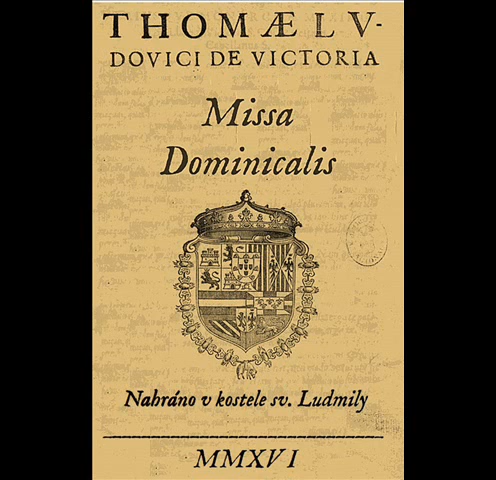 THOMÆ LV-
DOVICI DE VICTORIA
Missa
Dominicalis
Nahráno v kostele sv. Ludmily
MMXVI